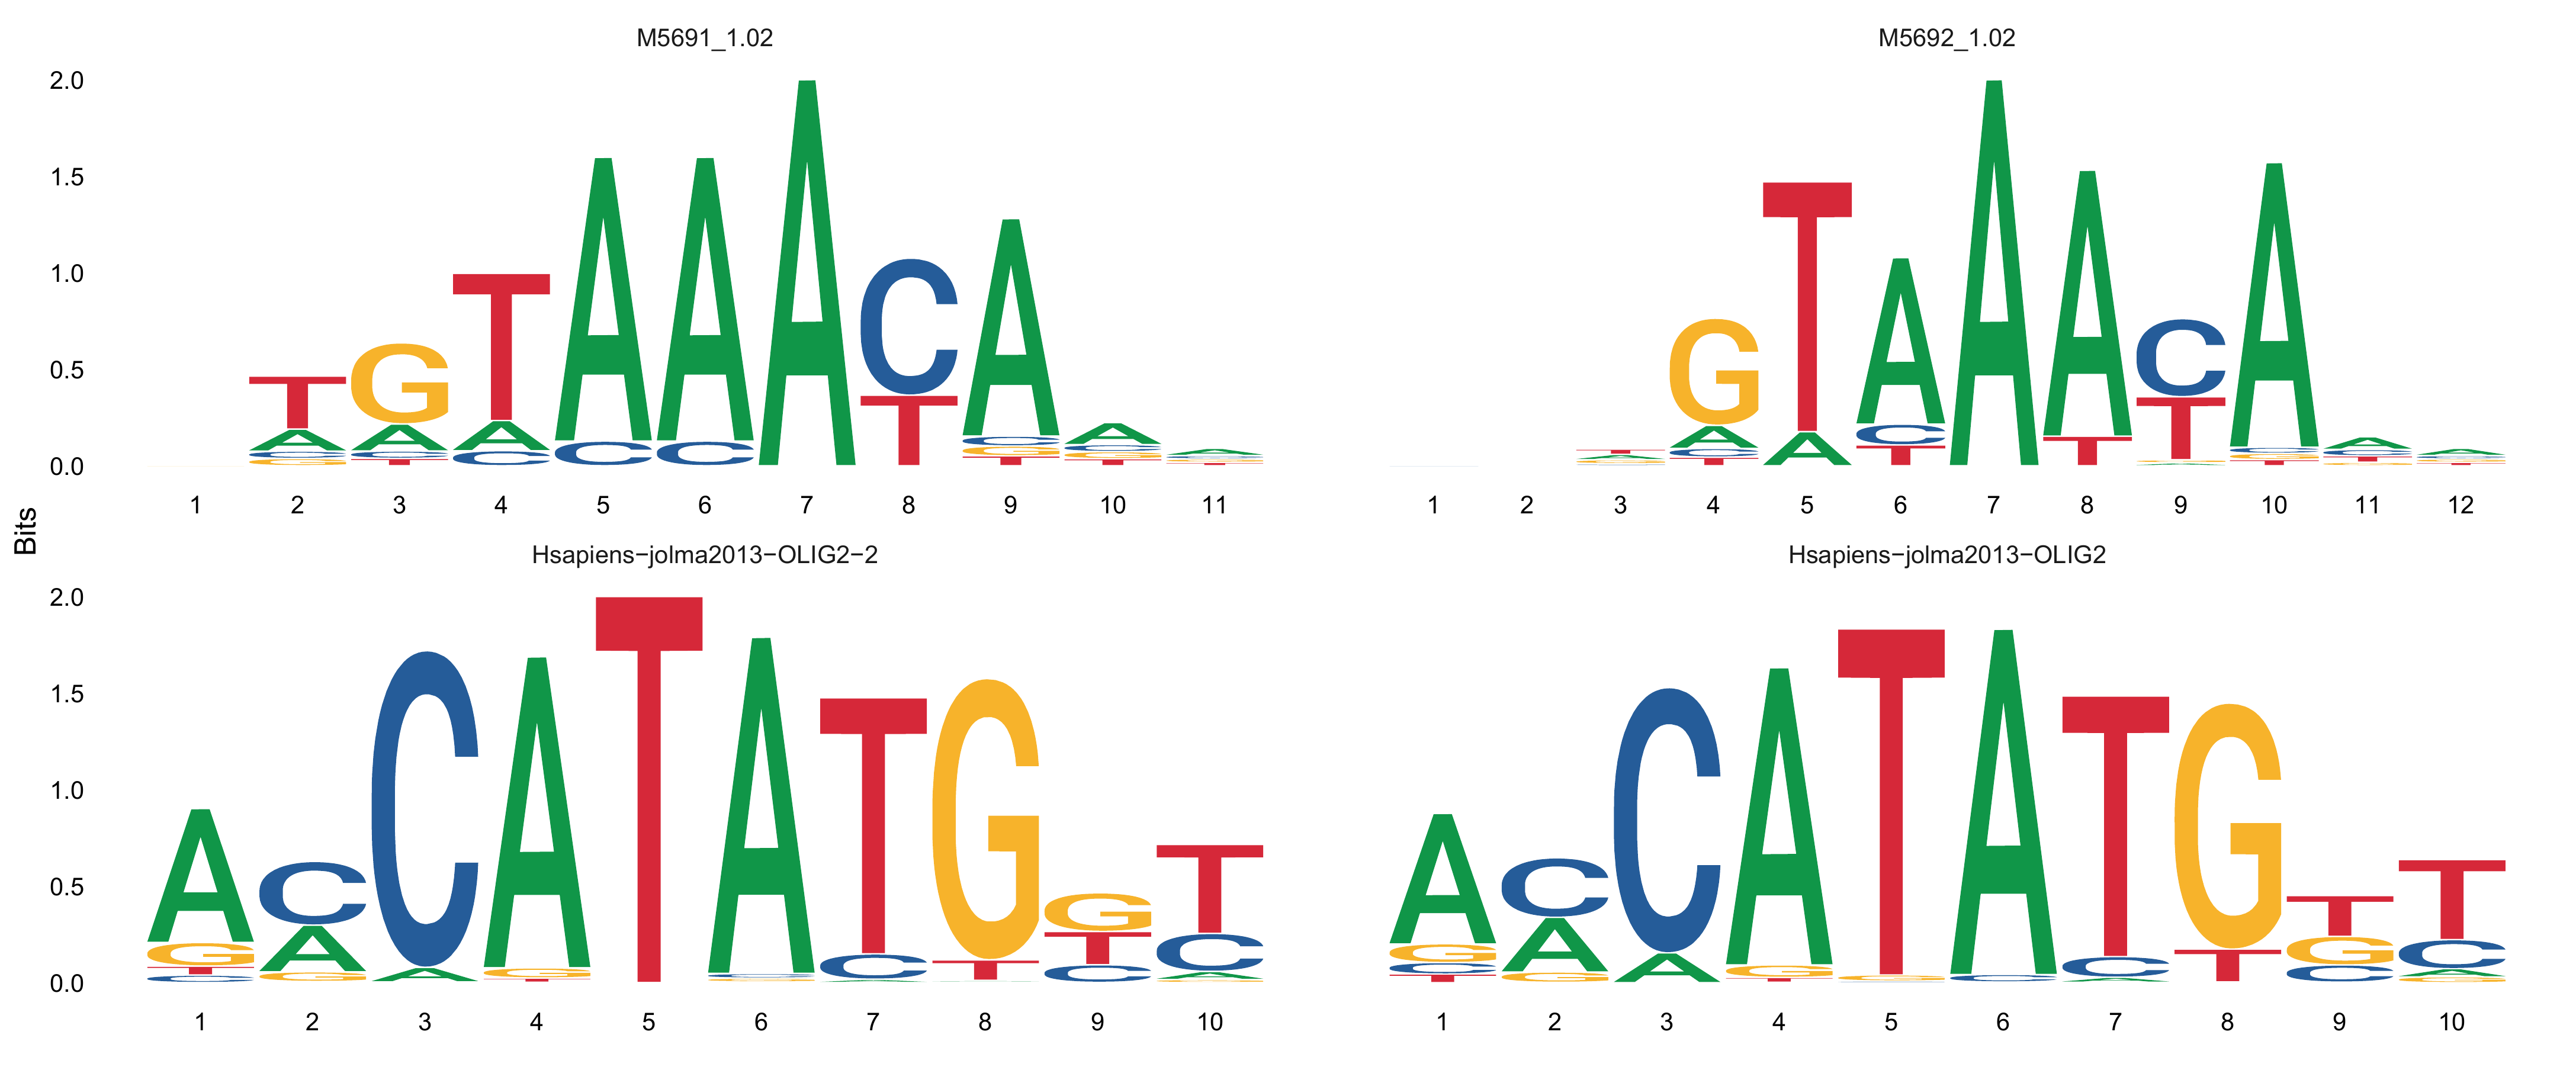 M5691_1.02
M5692_1.02
2.0
1.5
1.0
0.5
0.0
1 2 3 4 5 6 7 8 9 10 11
1 2 3 4 5 6 7 8 9 10 11 12
Bits
Hsapiens−jolma2013−OLIG2−2
Hsapiens−jolma2013−OLIG2
2.0
1.5
1.0
0.5
0.0
1 2 3 4 5 6 7 8 9 10
1 2 3 4 5 6 7 8 9 10